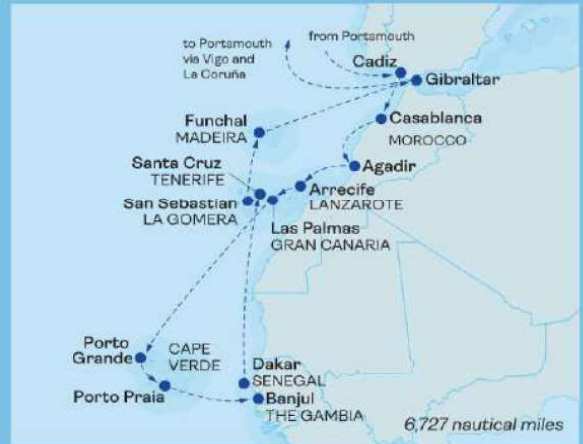 to Portsmouth
via Vigo and
La Coruña
from Portsmouth
Cadiz
Gibraltar
Funchal
MADEIRA
Casablanca
MOROCCO
Santa Cruz
TENERIFE
Agadir
San Sebastian
LA GOMERA
Arrecife
LANZAROTE
Las Palmas
GRAN CANARIA
Porto
Grande
CAPE
VERDE
Porto Praia
Dakar
SENEGAL
Banjul
THE GAMBIA
6,727 nautical miles